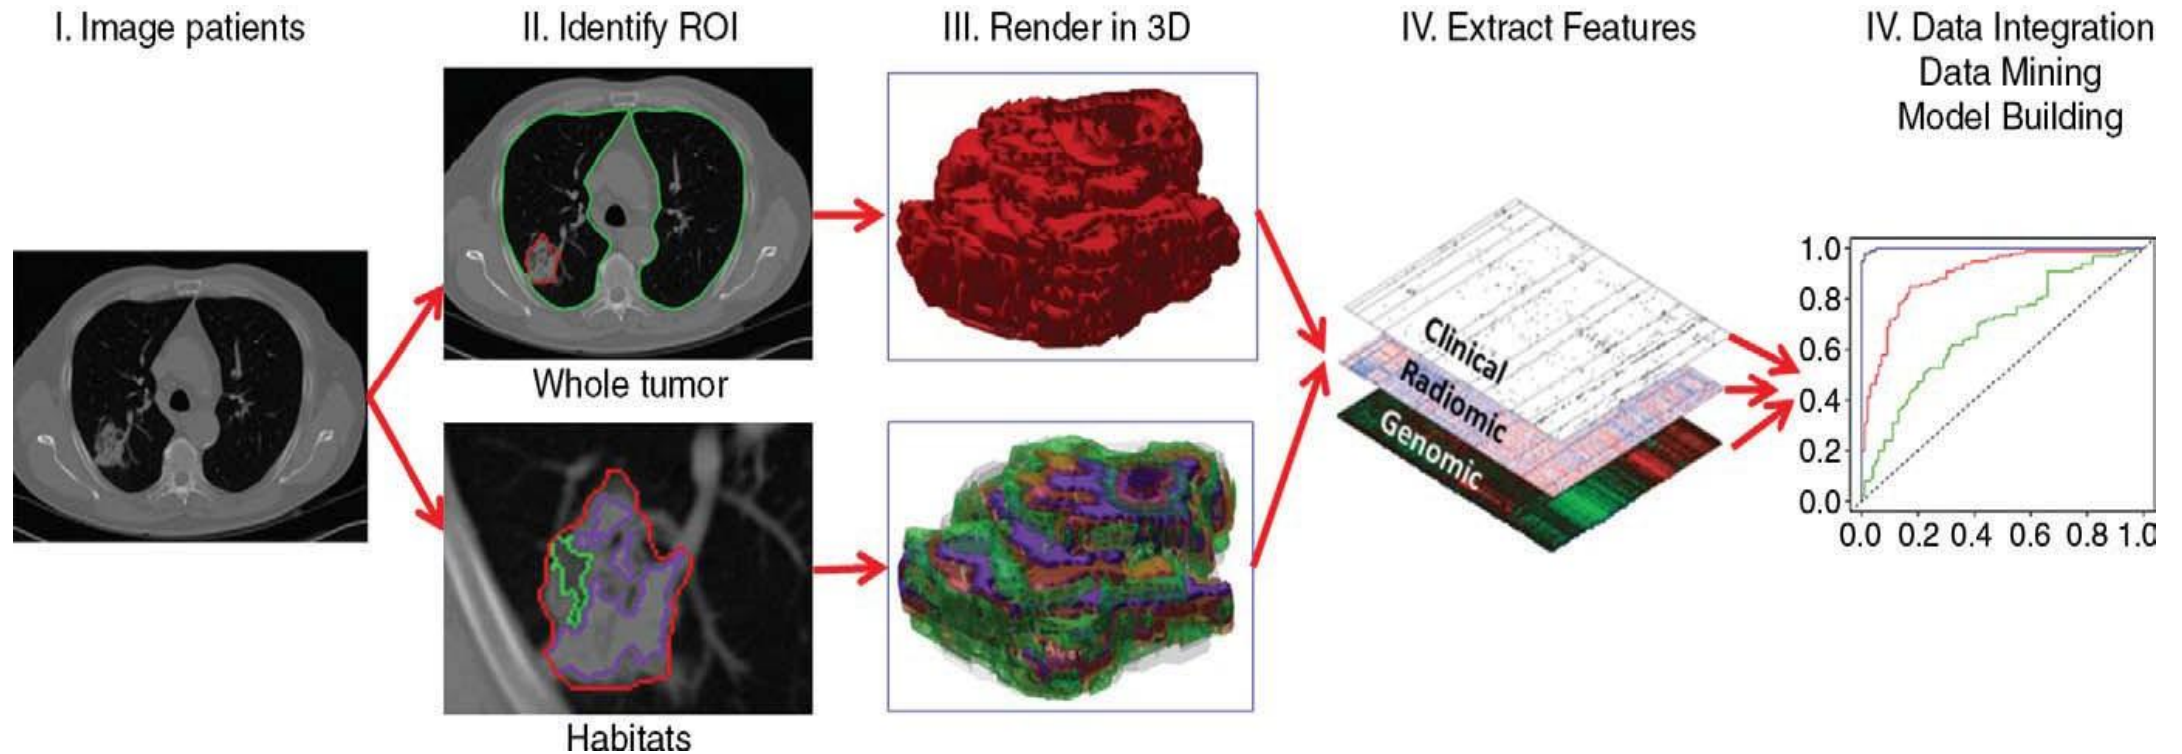 I. Image patients
II. Identify ROI
III. Render in 3D
IV. Extract Features
IV. Data Integration
Data Mining
Model Building
Whole tumor
Habitats
Clinical
Radiomic
Genomic
1.0
0.8
0.6
0.4
0.2
0.0
0.0 0.2 0.4 0.6 0.8 1.0